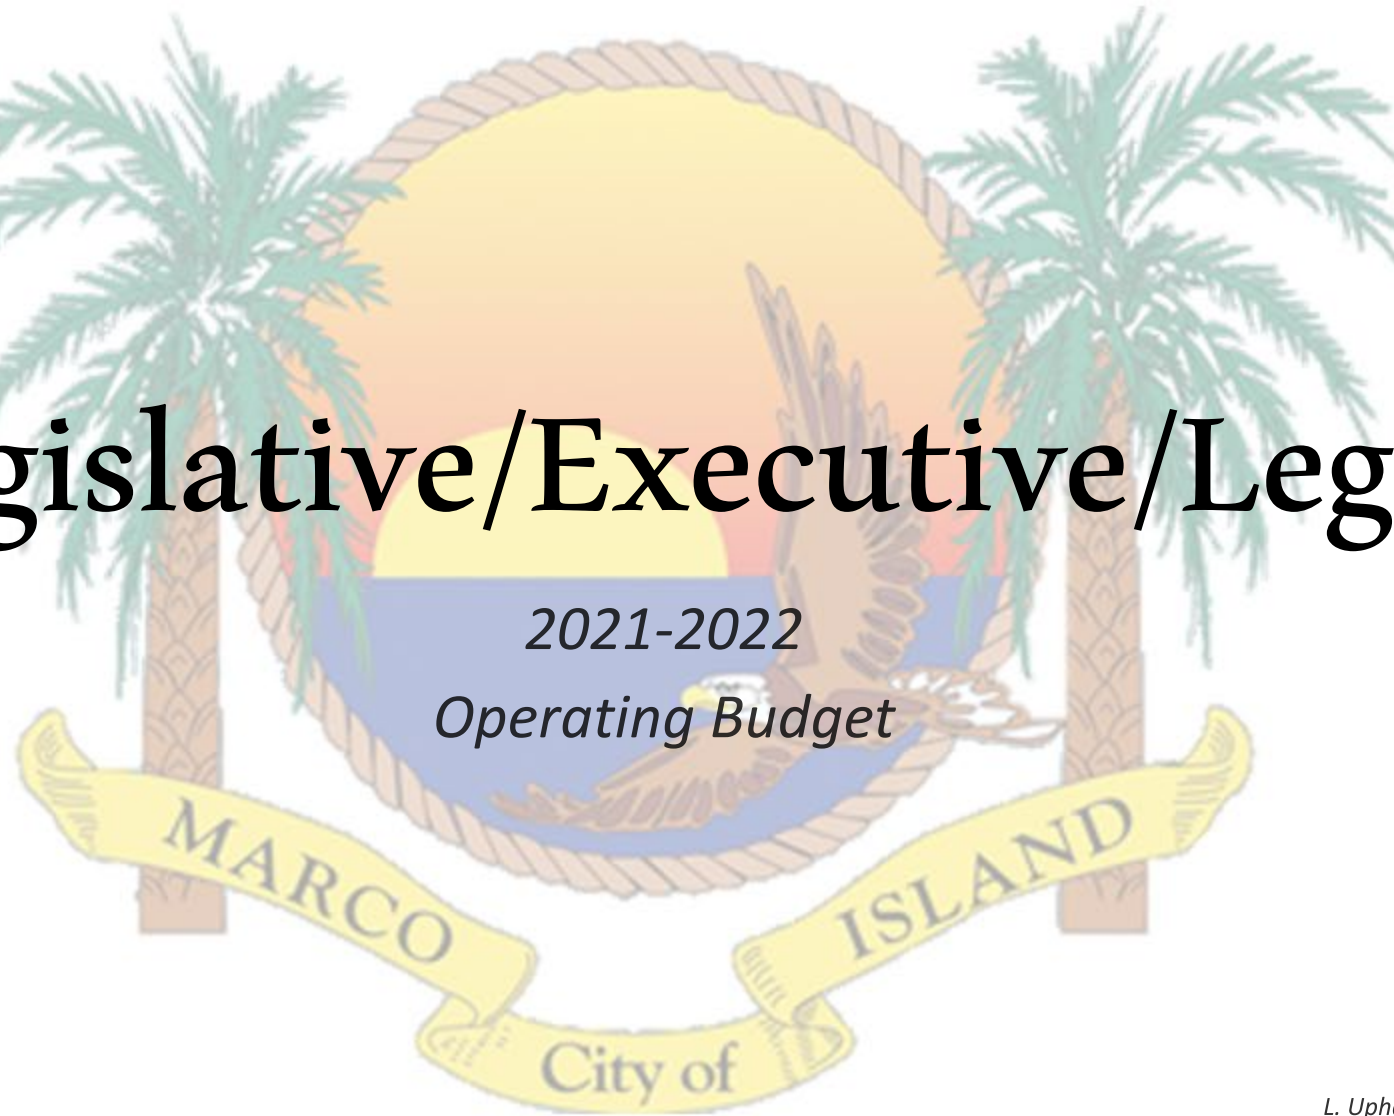 gislative/Executive/Leg
2021-2022
Operating Budget
MARCO ISLAND
City of
L. Uph